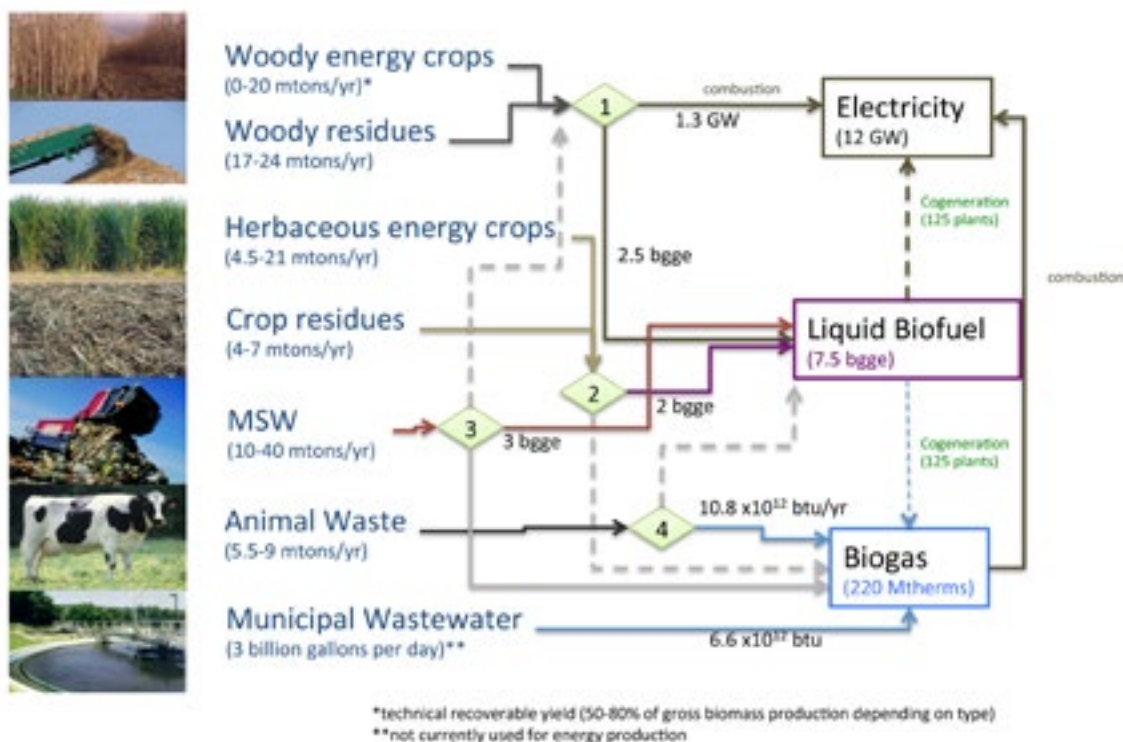 Woody energy crops
(0-20 mtons/yr)*
Woody residues
(17-24 mtons/yr)
Herbaceous energy crops
(4.5-21 mtons/yr)
Crop residues
(4-7 mtons/yr)
MSW
(10-40 mtons/yr)
Animal Waste
(5.5-9 mtons/yr)
Municipal Wastewater
(3 billion gallons per day)**
1
combustion
1.3 GW
Electricity
(12 GW)
Cogeneration
(125 plants)
2.5 bgge
combustion
Liquid Biofuel
(7.5 bgge)
2
2 bgge
3
3 bgge
Cogeneration
(125 plants)
4
10.8 x10¹² btu/yr
Biogas
(220 Mtherms)
6.6 x10¹² btu
*technical recoverable yield (50-80% of gross biomass production depending on type)
**not currently used for energy production